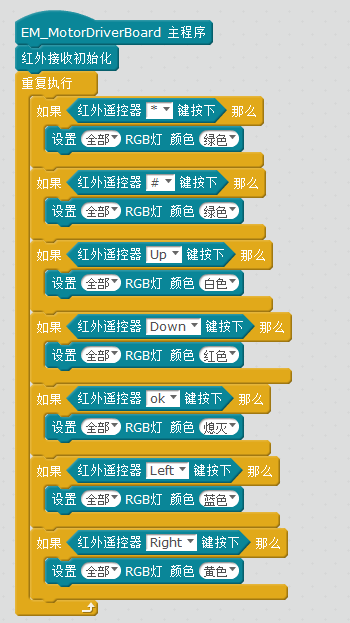 EM_MotorDriverBoard 主程序
红外接收初始化
重复执行
如果 红外遥控器 * 键按下 那么
设置 全部 RGB灯 颜色 绿色
如果 红外遥控器 # 键按下 那么
设置 全部 RGB灯 颜色 绿色
如果 红外遥控器 Up 键按下 那么
设置 全部 RGB灯 颜色 白色
如果 红外遥控器 Down 键按下 那么
设置 全部 RGB灯 颜色 红色
如果 红外遥控器 ok 键按下 那么
设置 全部 RGB灯 颜色 熄灭
如果 红外遥控器 Left 键按下 那么
设置 全部 RGB灯 颜色 蓝色
如果 红外遥控器 Right 键按下 那么
设置 全部 RGB灯 颜色 黄色